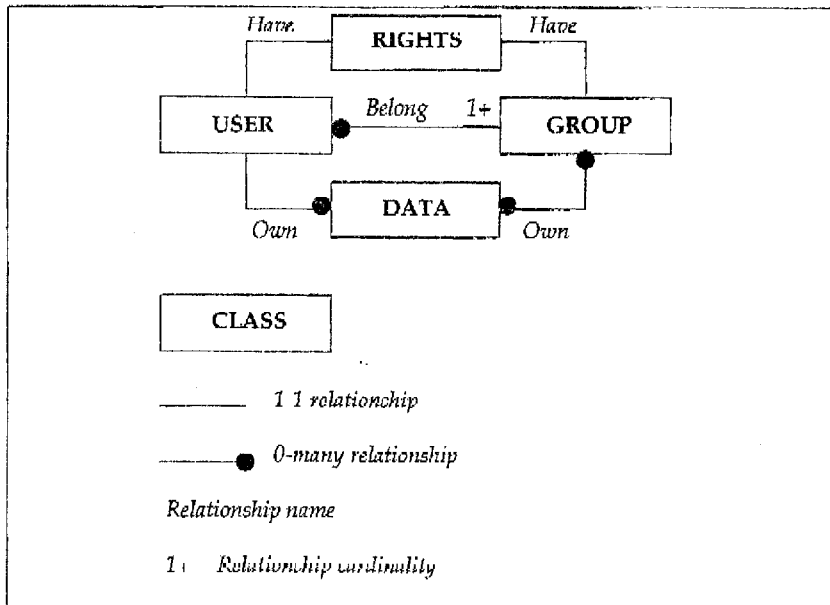 Have RIGHTS Have
USER Belong 1+ GROUP
Own DATA Own
CLASS
1 1 relationship
0-many relationship
Relationship name
1+ Relationship cardinality